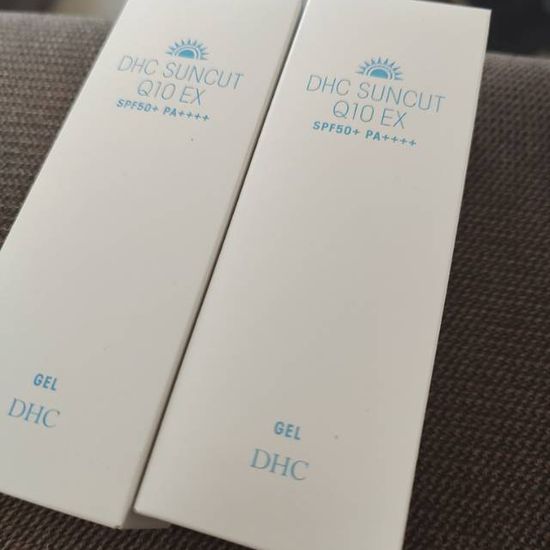 DHC SUNCUT
Q10 EX
SPF50+ PA++++
GEL
DHC
DHC SUNCUT
Q10 EX
SPF50+ PA++++
GEL
DHC